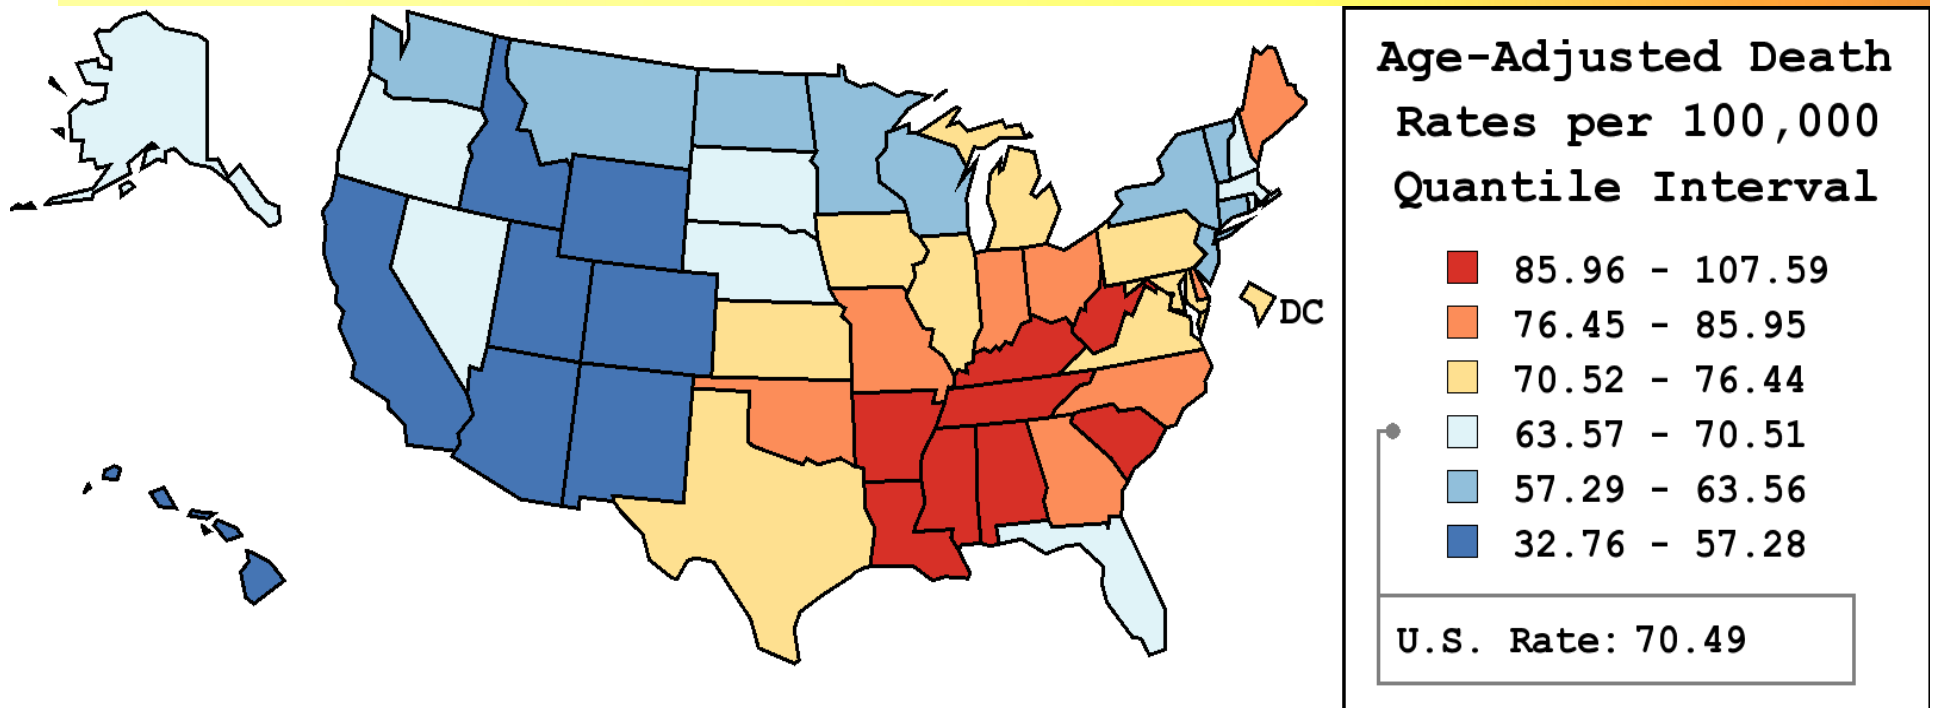 Age-Adjusted Death
Rates per 100,000
Quantile Interval
85.96 - 107.59
76.45 - 85.95
70.52 - 76.44
63.57 - 70.51
57.29 - 63.56
32.76 - 57.28
U.S. Rate: 70.49
DC